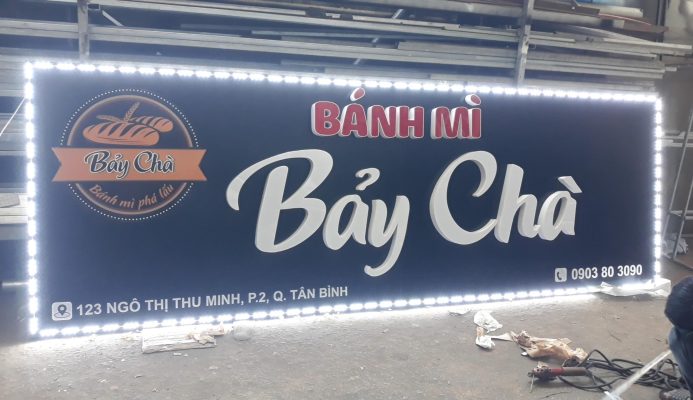 BÁNH MÌ
Bảy Chà
Bảy Chà
Bánh mì phá lấu
123 NGÔ THỊ THU MINH, P.2, Q. TÂN BÌNH
0903 80 3090